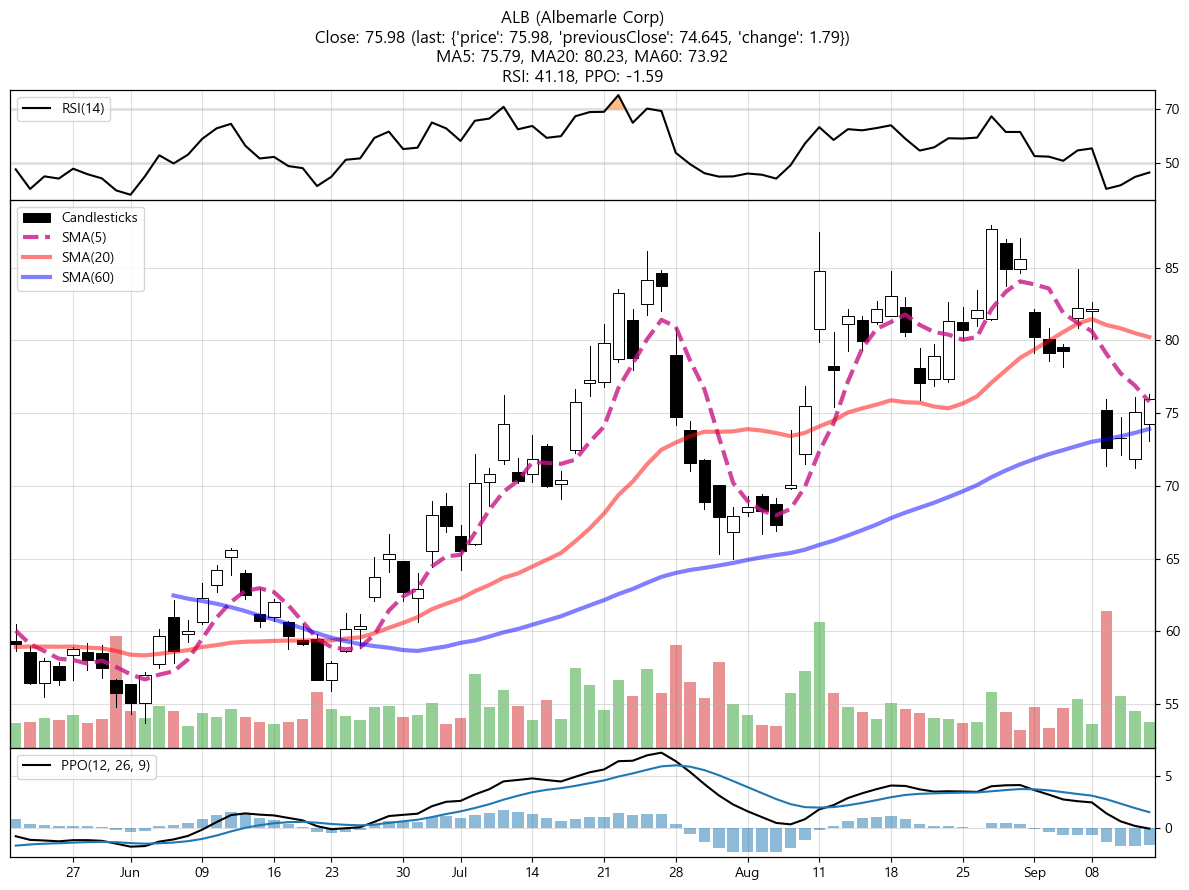 ALB (Albemarle Corp)
Close: 75.98 (last: {'price': 75.98, 'previousClose': 74.645, 'change': 1.79})
MA5: 75.79, MA20: 80.23, MA60: 73.92
RSI: 41.18, PPO: -1.59
RSI(14)
70
50
Candlesticks
SMA(5)
SMA(20)
SMA(60)
85
80
75
70
65
60
55
PPO(12, 26, 9)
5
0
27 Jun 09 16 23 30 Jul 14 21 28 Aug 11 18 25 Sep 08